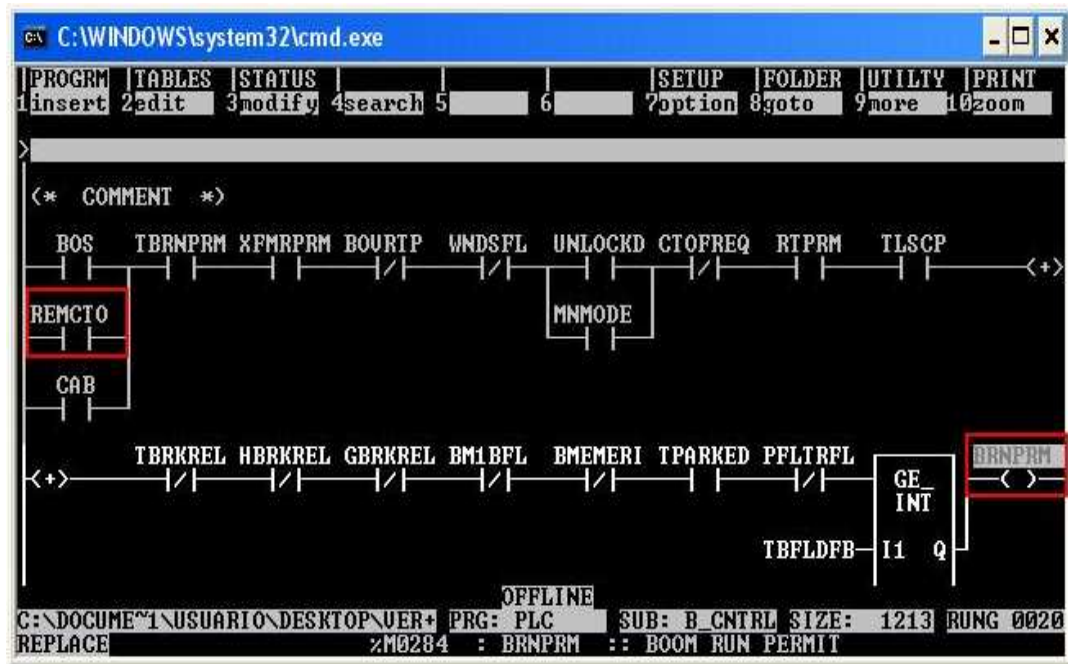 C:\WINDOWS\system32\cmd.exe
PROGRM TABLES STATUS SETUP FOLDER UTILTY PRINT
1insert 2edit 3modify 4search 5 6 7option 8goto 9more 10zoom
>
(* COMMENT *)
BOS TBRNPRM XFMRPRM BOVRTP WNDSFL UNLOCKD CTOFREQ RTPRM TLSCP
<+>
REMCTO MNMODE
CAB
TBRKREL HBRKREL GBRKREL BM1BFL BMEMERI TPARKED PFLTRFL BRNPRM
<+> GE_
INT
TBFLDFB I1 Q
OFFLINE
C:\DOCUME~1\USUARIO\DESKTOP\VER+ PRG: PLC SUB: B_CNTRL SIZE: 1213 RUNG 0020
REPLACE %M0284 : BRNPRM :: BOOM RUN PERMIT